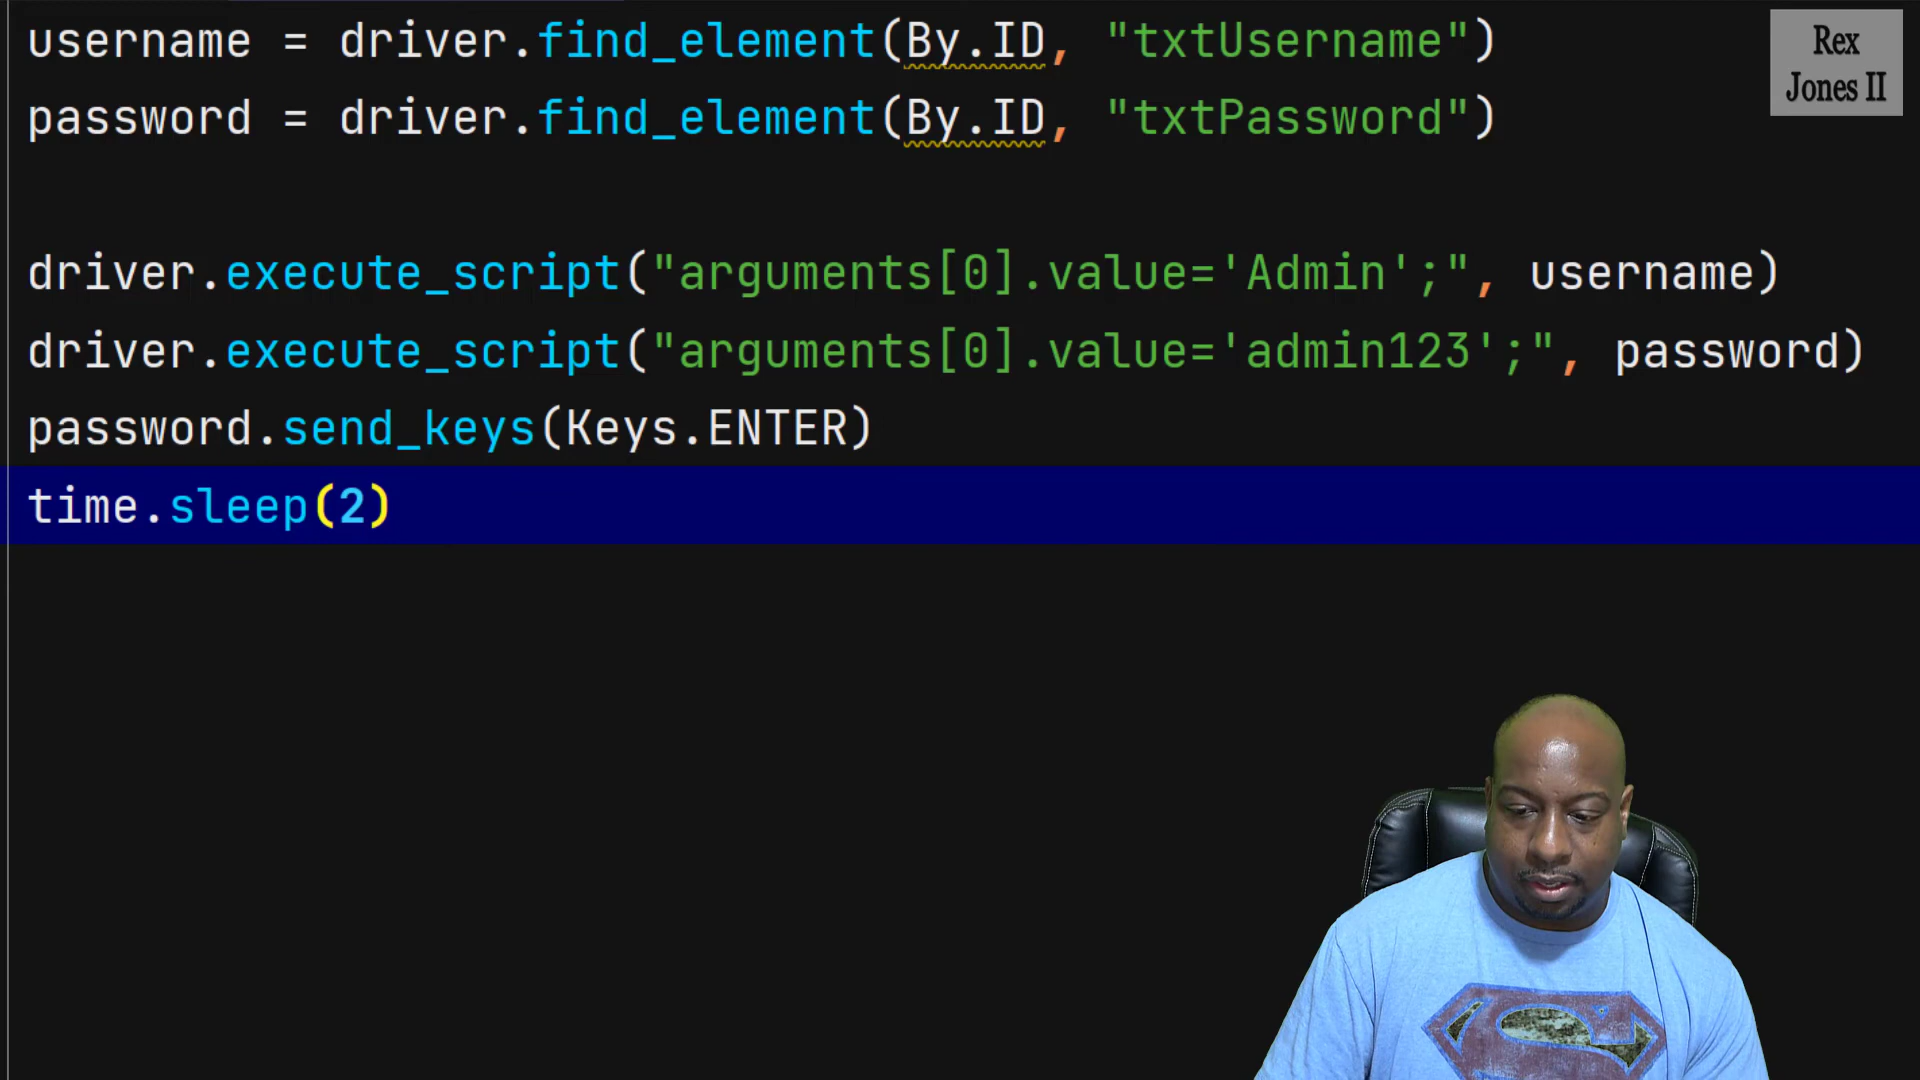 username = driver.find_element(By.ID, "txtUsername")
password = driver.find_element(By.ID, "txtPassword")
driver.execute_script("arguments[0].value='Admin';", username)
driver.execute_script("arguments[0].value='admin123';", password)
password.send_keys(Keys.ENTER)
time.sleep(2)
Rex
Jones II